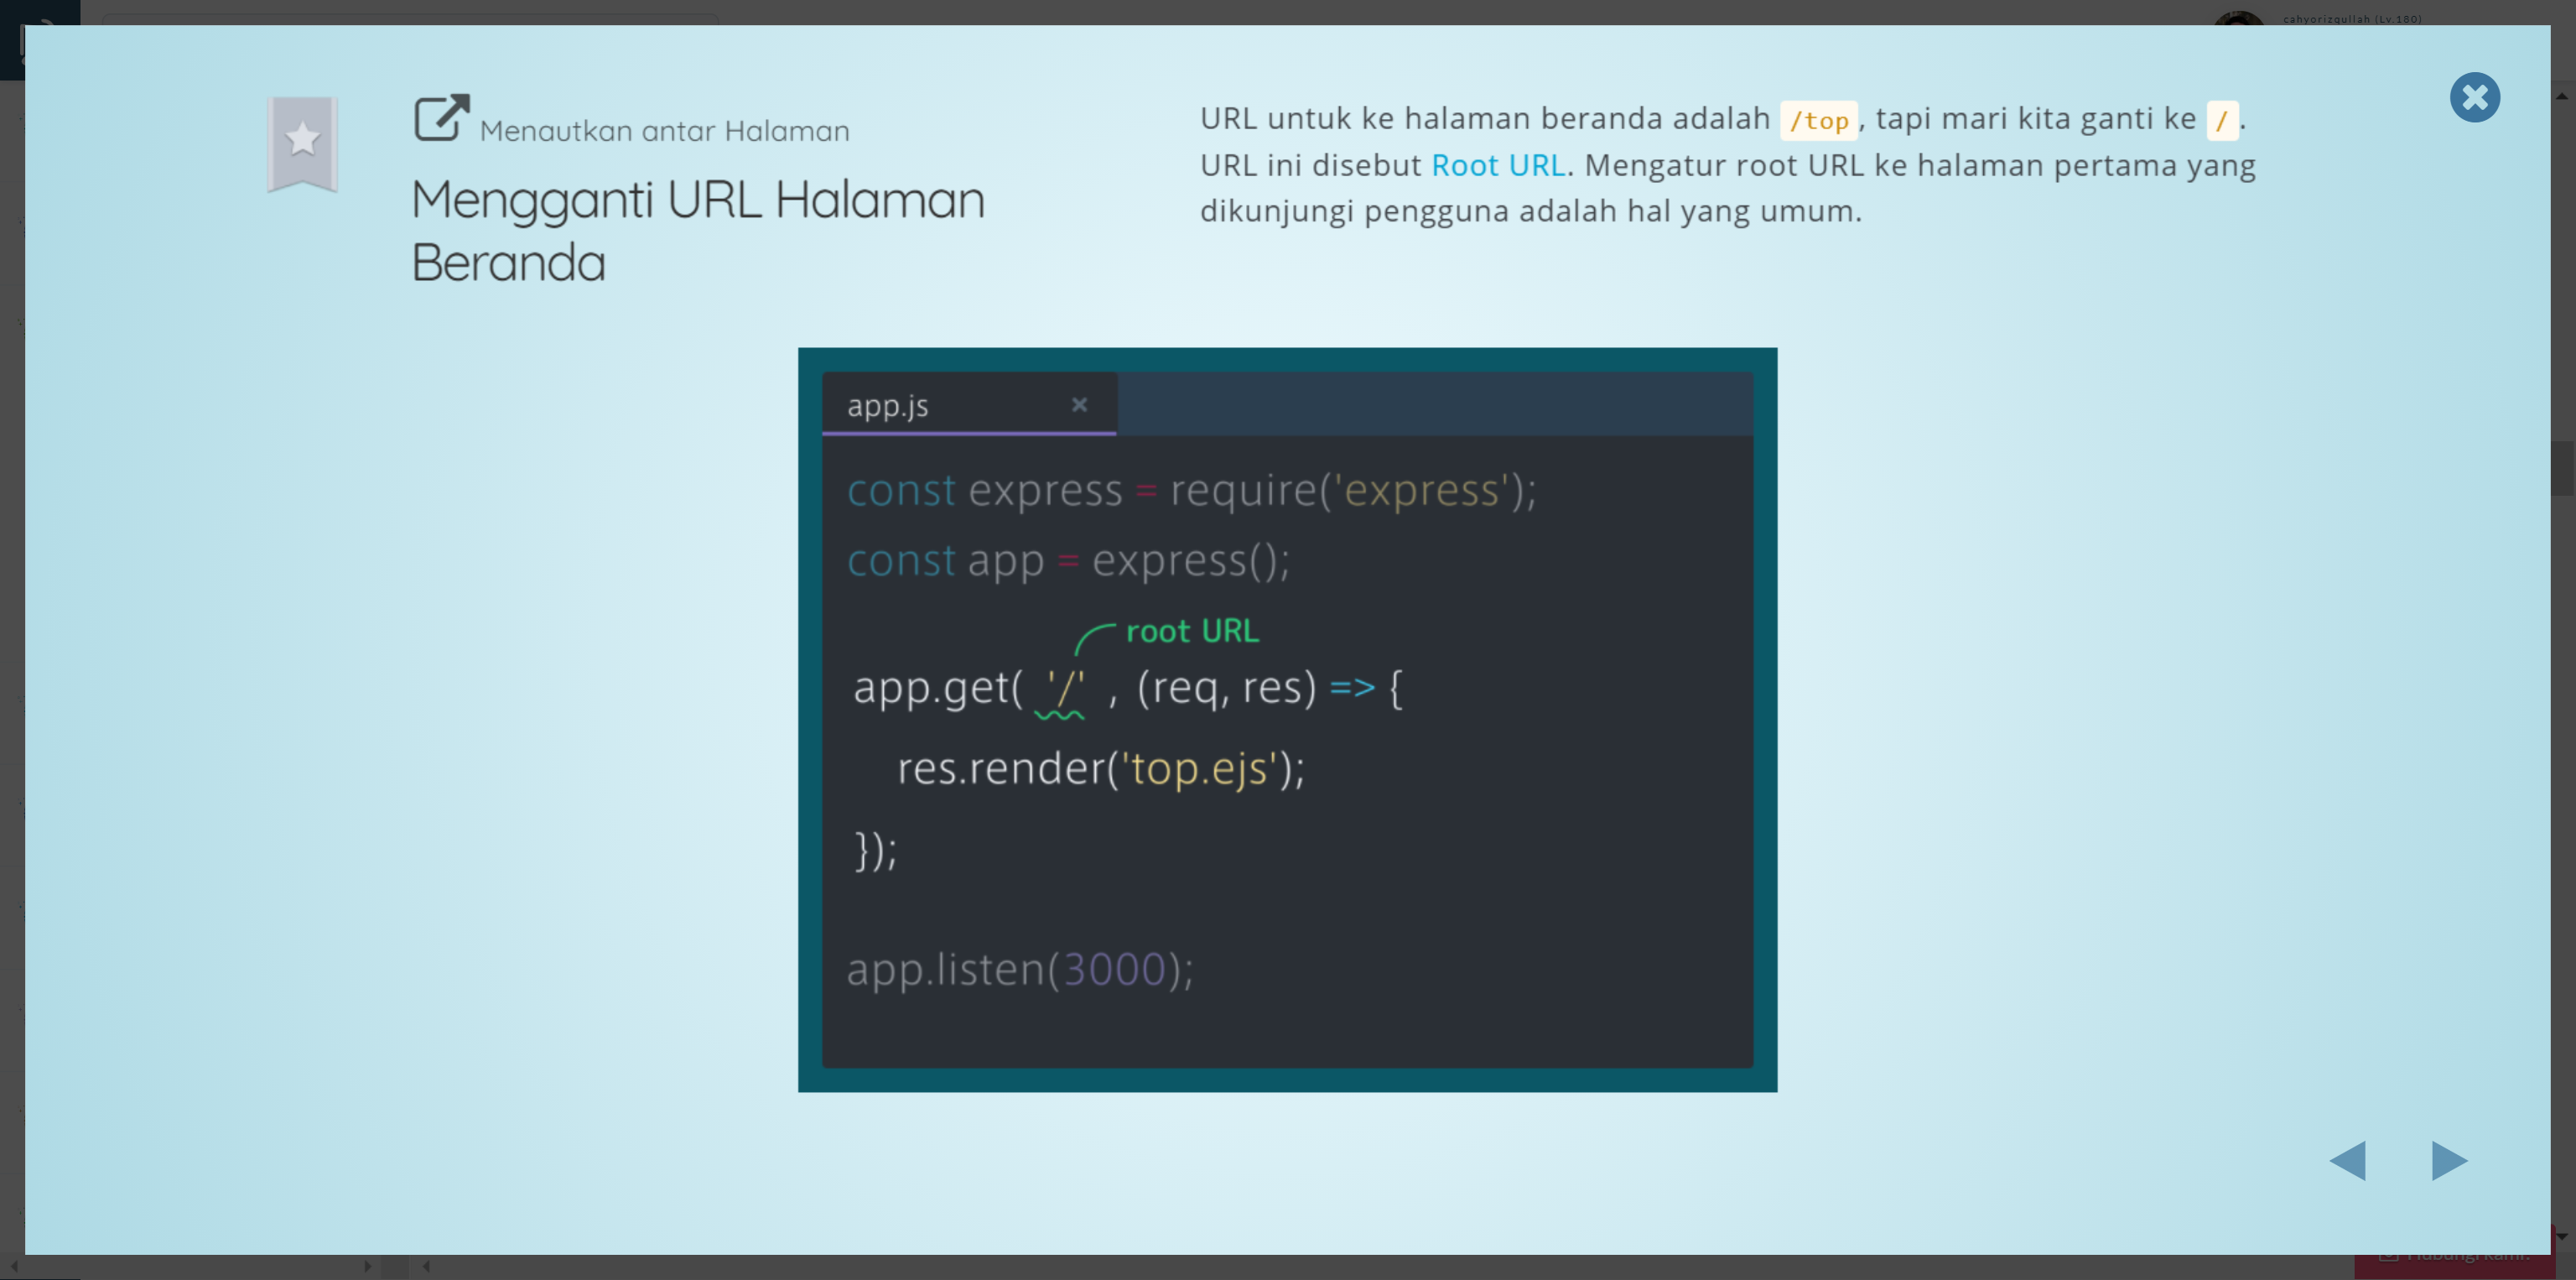 cahyorizqullah (Lv.180)
Menautkan antar Halaman
Mengganti URL Halaman
Beranda
URL untuk ke halaman beranda adalah /top, tapi mari kita ganti ke /.
URL ini disebut Root URL. Mengatur root URL ke halaman pertama yang
dikunjungi pengguna adalah hal yang umum.
app.js
const express = require('express');
const app = express();
root URL
app.get( '/' , (req, res) => {
res.render('top.ejs');
});
app.listen(3000);
Hubungi kami!